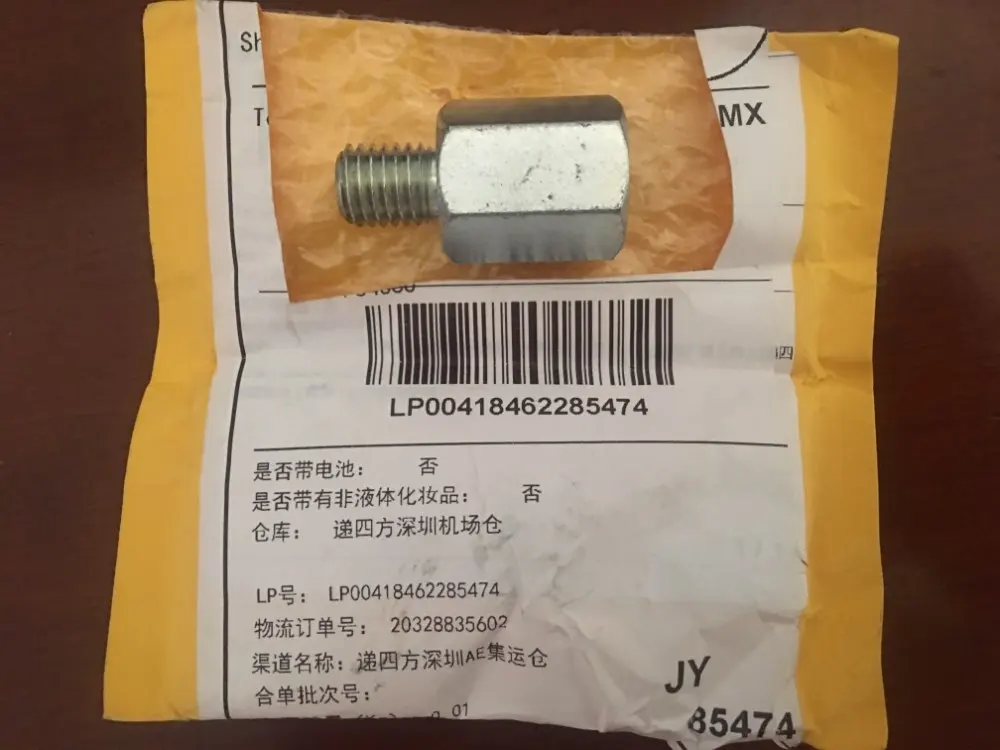 Sh
MX
LP00418462285474
是否带电池: 否
是否带有非液体化妆品: 否
仓库: 递四方深圳机场仓
LP号: LP00418462285474
物流订单号: 20328835602
渠道名称: 递四方深圳AE集运仓
合单批次号:
01
JY
85474